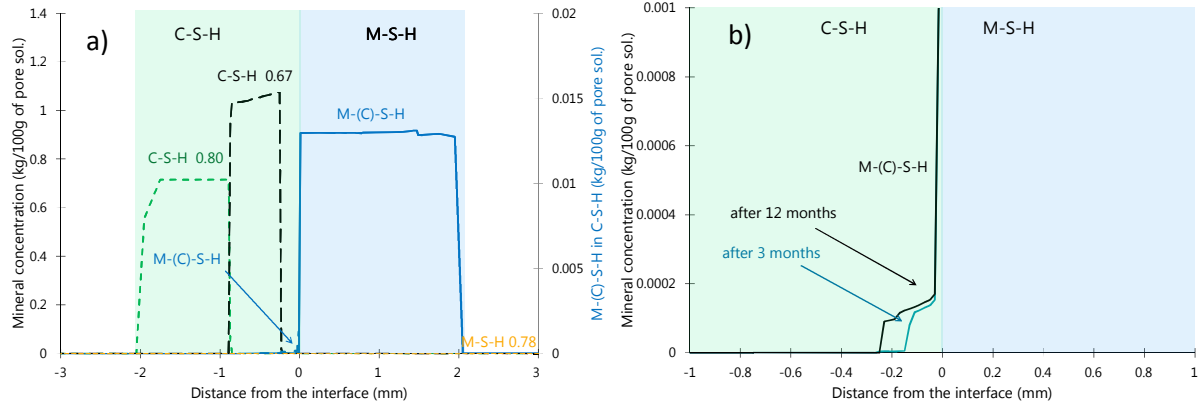 a)
C-S-H
M-S-H
C-S-H 0.67
M-(C)-S-H
C-S-H 0.80
M-(C)-S-H
M-S-H 0.78
Mineral concentration (kg/100g of pore sol.)
1.4
1.2
1
0.8
0.6
0.4
0.2
0
0.02
0.015
0.01
0.005
0
M-(C)-S-H in C-S-H (kg/100g of pore sol.)
-3
-2
-1
0
1
2
3
Distance from the interface (mm)
b)
C-S-H
M-S-H
M-(C)-S-H
after 12 months
after 3 months
Mineral concentration (kg/100g of pore sol.)
0.001
0.0008
0.0006
0.0004
0.0002
0
-1
-0.8
-0.6
-0.4
-0.2
0
0.2
0.4
0.6
0.8
1
Distance from the interface (mm)